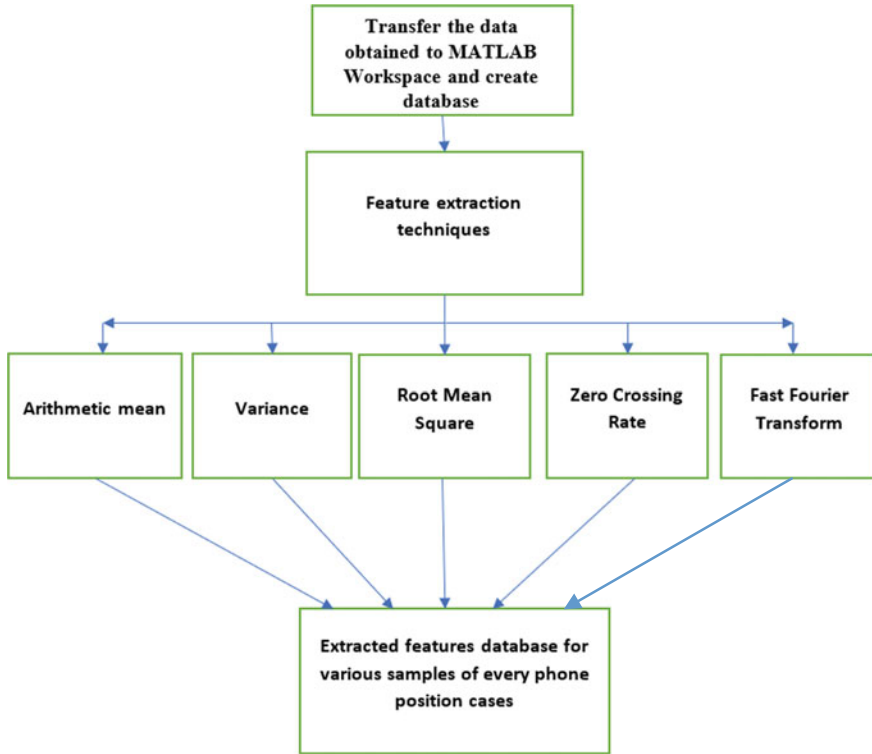 Transfer the data
obtained to MATLAB
Workspace and create
database
Feature extraction
techniques
Arithmetic mean
Variance
Root Mean
Square
Zero Crossing
Rate
Fast Fourier
Transform
Extracted features database for
various samples of every phone
position cases